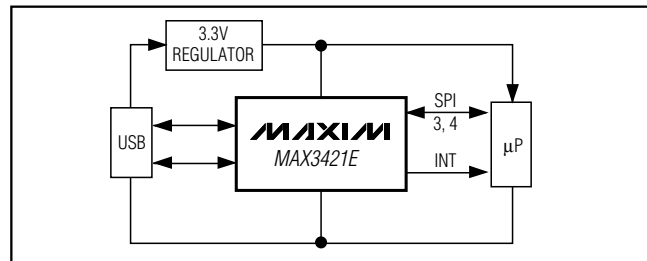 3.3V
REGULATOR
SPI
3, 4
MAXIM
MAX3421E
USB
INT
µP